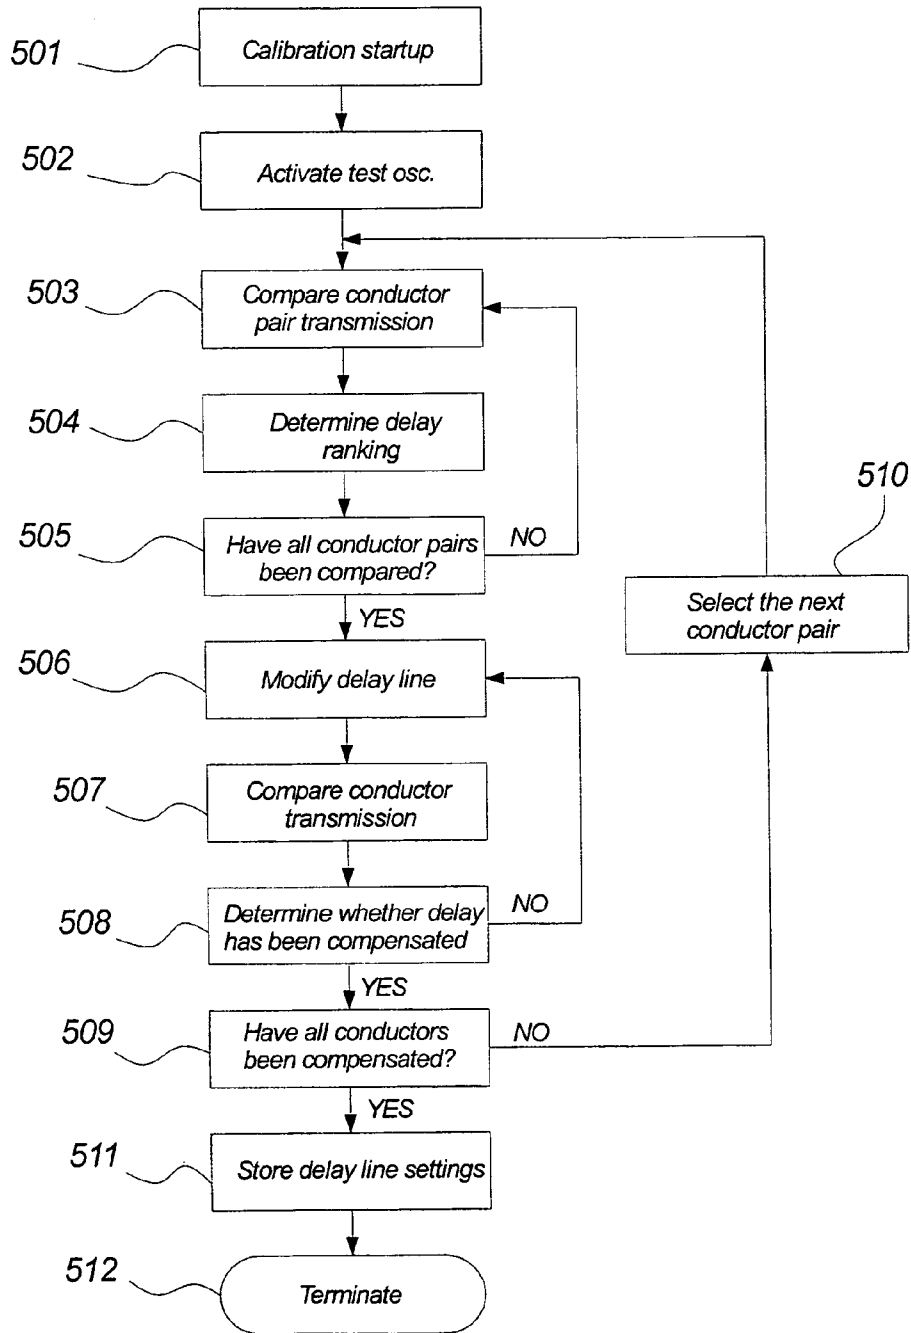 501
Calibration startup
502
Activate test osc.
503
Compare conductor
pair transmission
504
Determine delay
ranking
505
Have all conductor pairs
been compared?
NO
510
Select the next
conductor pair
YES
506
Modify delay line
507
Compare conductor
transmission
508
Determine whether delay
has been compensated
NO
YES
509
Have all conductors
been compensated?
NO
YES
511
Store delay line settings
512
Terminate